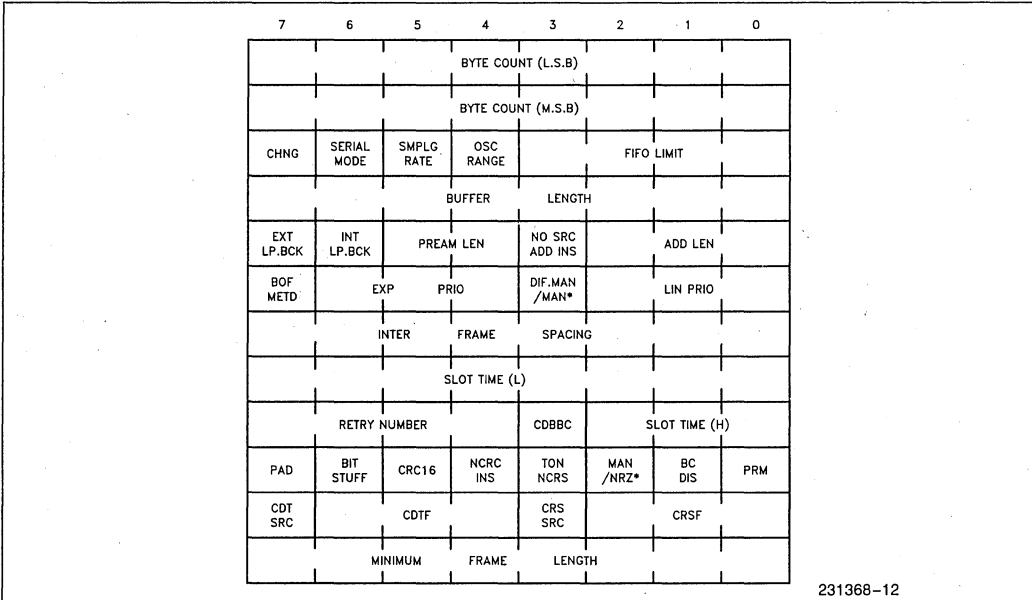 7 6 5 4 3 2 1 0
BYTE COUNT (L.S.B)
BYTE COUNT (M.S.B)
CHNG SERIAL MODE SMPLG RATE OSC RANGE FIFO LIMIT
BUFFER LENGTH
EXT LP.BCK INT LP.BCK PREAM LEN NO SRC ADD INS ADD LEN
BOF METD EXP PRIO DIF.MAN /MAN* LIN PRIO
INTER FRAME SPACING
SLOT TIME (L)
RETRY NUMBER CDBBC SLOT TIME (H)
PAD BIT STUFF CRC16 NCRC INS TON NCRS MAN /NRZ* BC DIS PRM
CDT SRC CDTF CRS SRC CRSF
MINIMUM FRAME LENGTH
231368-12